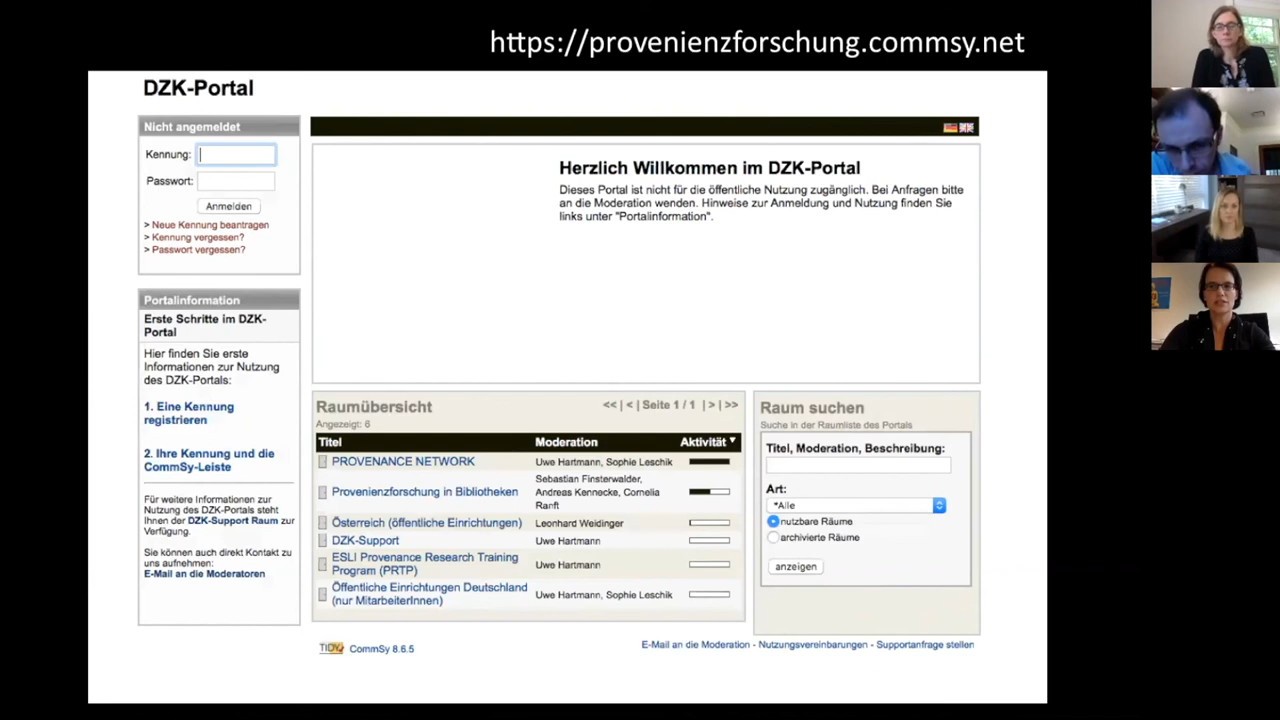 https://provenienzforschung.commsy.net
DZK-Portal
Nicht angemeldet
Kennung:
Passwort:
Anmelden
> Neue Kennung beantragen
> Kennung vergessen?
> Passwort vergessen?
Herzlich Willkommen im DZK-Portal
Dieses Portal ist nicht für die öffentliche Nutzung zugänglich. Bei Anfragen bitte
an die Moderation wenden. Hinweise zur Anmeldung und Nutzung finden Sie
links unter "Portalinformation".
Portalinformation
Erste Schritte im DZK-
Portal
Hier finden Sie erste
Informationen zur Nutzung
des DZK-Portals:
1. Eine Kennung
registrieren
2. Ihre Kennung und die
CommSy-Leiste
Für weitere Informationen zur
Nutzung des DZK-Portals steht
Ihnen der DZK-Support Raum zur
Verfügung.
Sie können auch direkt Kontakt zu
uns aufnehmen:
E-Mail an die Moderatoren
Raumübersicht
<< | < | Seite 1 / 1 | > | >>
Angezeigt: 6
Titel Moderation Aktivität
PROVENANCE NETWORK Uwe Hartmann, Sophie Leschik
Provenienzforschung in Bibliotheken Sebastian Finsterwalder,
Andreas Kennecke, Cornelia
Ranft
Österreich (öffentliche Einrichtungen) Leonhard Weidinger
DZK-Support Uwe Hartmann
ESLI Provenance Research Training
Program (PRTP) Uwe Hartmann
Öffentliche Einrichtungen Deutschland
(nur MitarbeiterInnen) Uwe Hartmann, Sophie Leschik
Raum suchen
Suche in der Raumliste des Portals
Titel, Moderation, Beschreibung:
Art:
*Alle
nutzbare Räume
archivierte Räume
anzeigen
TIDY CommSy 8.6.5
E-Mail an die Moderation - Nutzungsvereinbarungen - Supportanfrage stellen